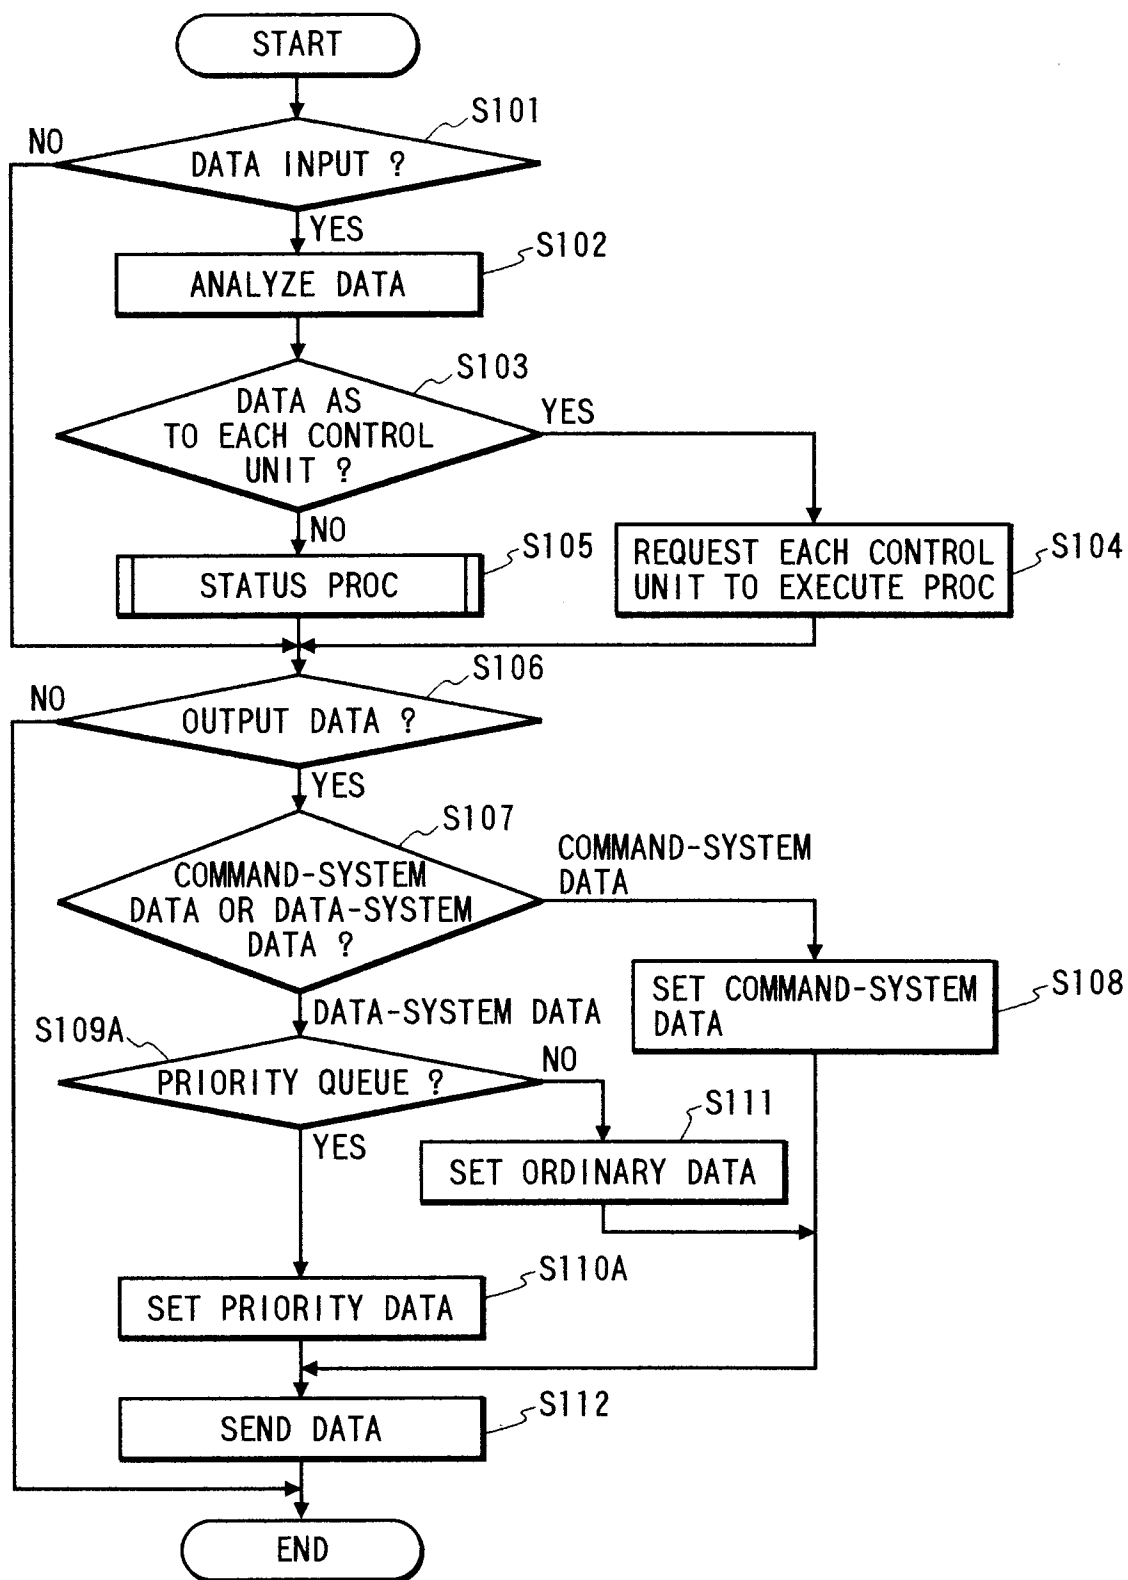 START
S101
NO
DATA INPUT ?
YES
S102
ANALYZE DATA
S103
DATA AS
TO EACH CONTROL
UNIT ?
YES
NO
S105
STATUS PROC
REQUEST EACH CONTROL
UNIT TO EXECUTE PROC
S104
S106
NO
OUTPUT DATA ?
YES
S107
COMMAND-SYSTEM
DATA OR DATA-SYSTEM
DATA ?
COMMAND-SYSTEM
DATA
SET COMMAND-SYSTEM
DATA
S108
DATA-SYSTEM DATA
S109A
PRIORITY QUEUE ?
NO
YES
S111
SET ORDINARY DATA
S110A
SET PRIORITY DATA
S112
SEND DATA
END